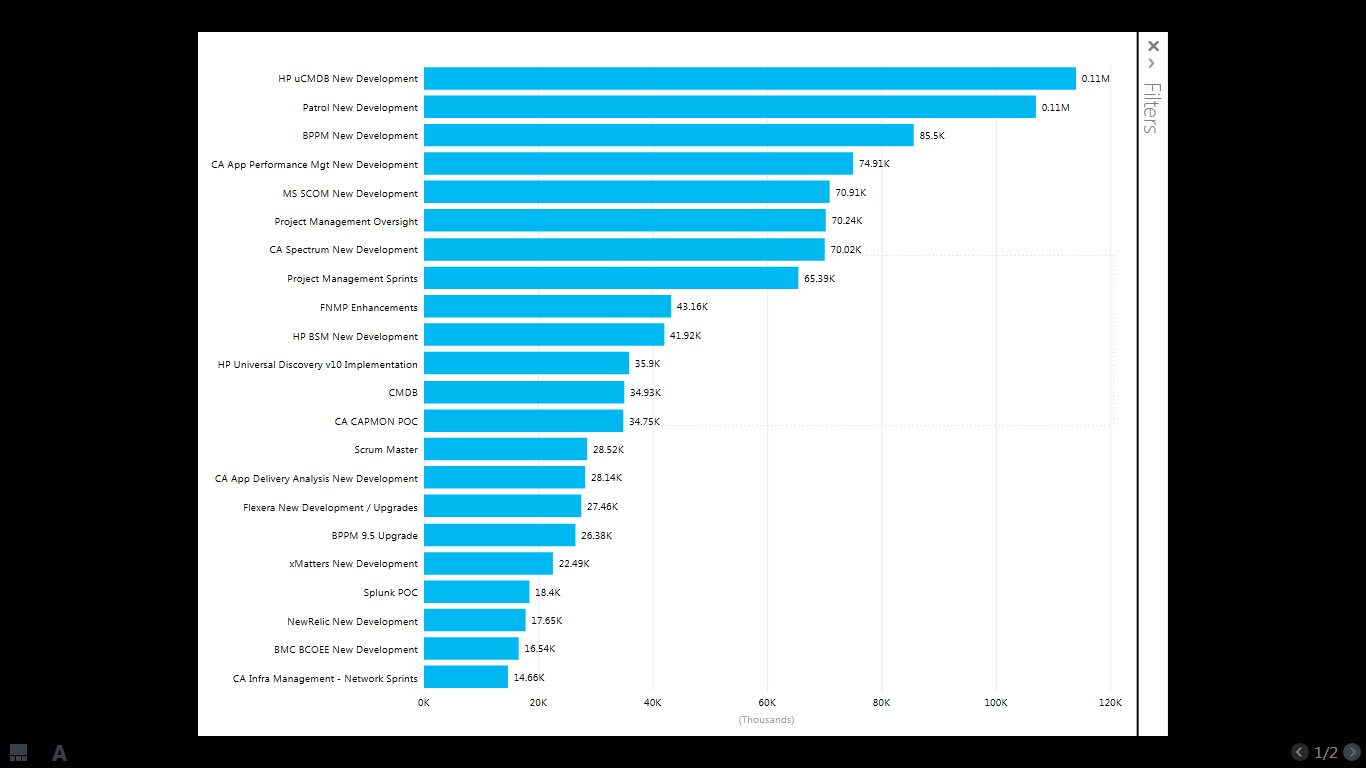 HP uCMDB New Development 0.11M
Patrol New Development 0.11M
BPPM New Development 85.5K
CA App Performance Mgt New Development 74.91K
MS SCOM New Development 70.91K
Project Management Oversight 70.24K
CA Spectrum New Development 70.02K
Project Management Sprints 65.39K
FNMP Enhancements 43.16K
HP BSM New Development 41.92K
HP Universal Discovery v10 Implementation 35.9K
CMDB 34.93K
CA CAPMON POC 34.75K
Scrum Master 28.52K
CA App Delivery Analysis New Development 28.14K
Flexera New Development / Upgrades 27.46K
BPPM 9.5 Upgrade 26.38K
xMatters New Development 22.49K
Splunk POC 18.4K
NewRelic New Development 17.65K
BMC BCOEE New Development 16.54K
CA Infra Management - Network Sprints 14.66K
0K 20K 40K 60K 80K 100K 120K
(Thousands)
Filters
A
1/2